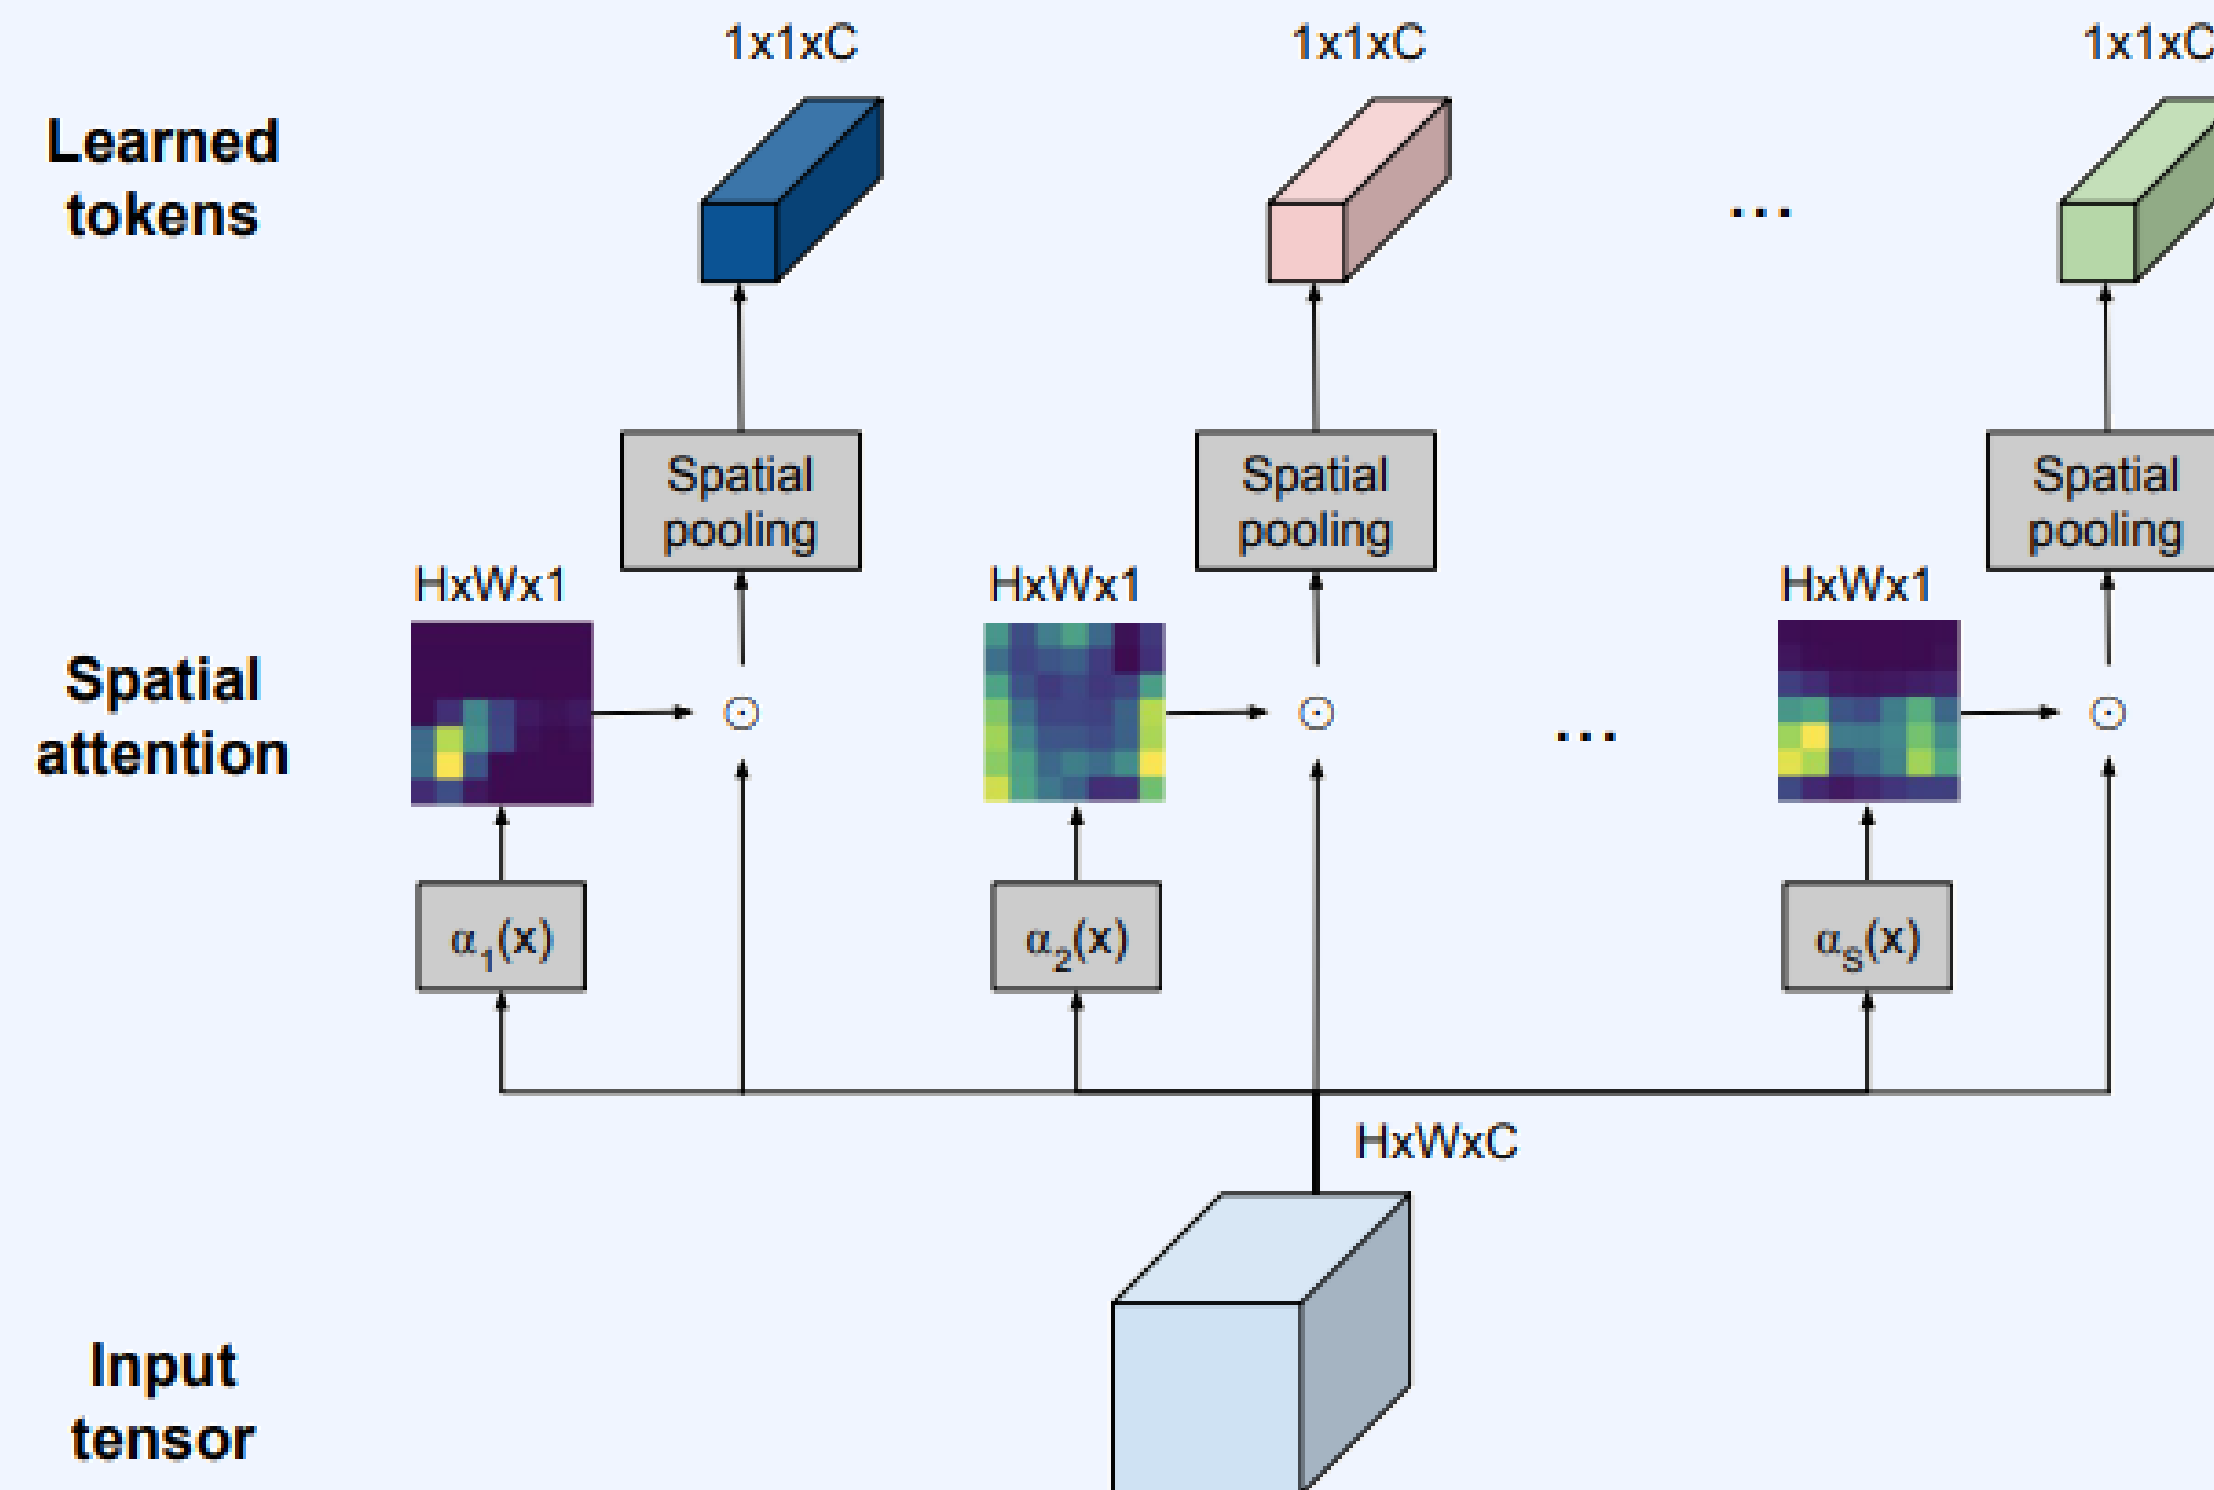 1x1xC 1x1xC 1x1xC
Learned
tokens
...
Spatial
pooling
Spatial
pooling
Spatial
pooling
HxWx1 HxWx1 HxWx1
Spatial
attention
⊙ ⊙ ... ⊙
α1(x) α2(x) αS(x)
HxWxC
Input
tensor